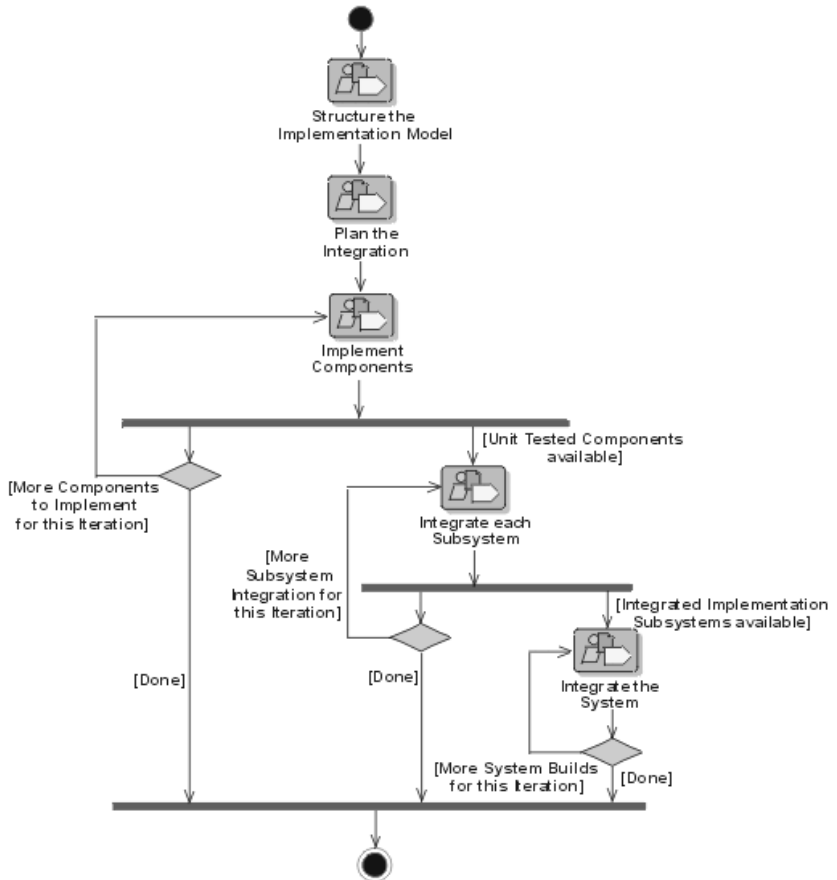 Structure the
Implementation Model
Plan the
Integration
Implement
Components
[Unit Tested Components
available]
[More Components
to Implement
for this Iteration]
Integrate each
Subsystem
[More
Subsystem
Integration for
this Iteration]
[Integrated Implementation
Subsystems available]
[Done]
[Done]
Integrate the
System
[More System Builds
for this Iteration]
[Done]